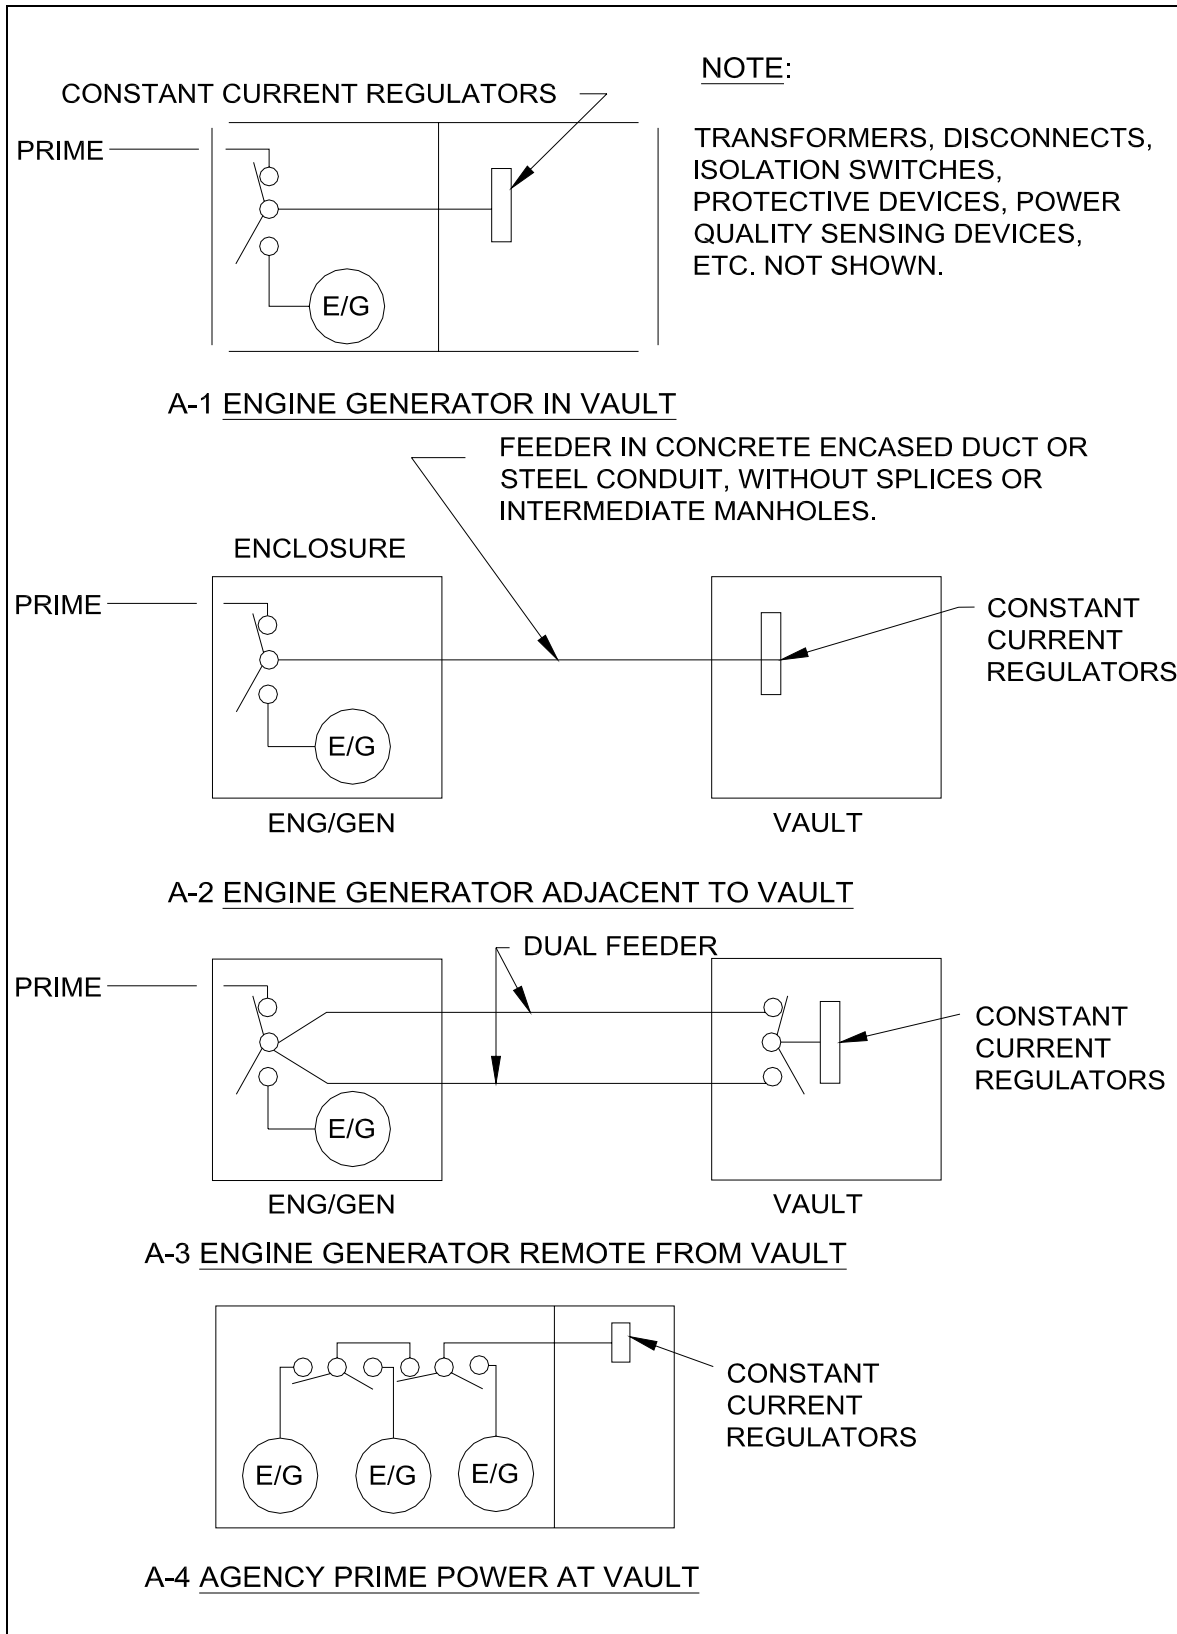 NOTE:
CONSTANT CURRENT REGULATORS
PRIME
TRANSFORMERS, DISCONNECTS,
ISOLATION SWITCHES,
PROTECTIVE DEVICES, POWER
QUALITY SENSING DEVICES,
ETC. NOT SHOWN.
E/G
A-1 ENGINE GENERATOR IN VAULT
FEEDER IN CONCRETE ENCASED DUCT OR
STEEL CONDUIT, WITHOUT SPLICES OR
INTERMEDIATE MANHOLES.
ENCLOSURE
PRIME
CONSTANT
CURRENT
REGULATORS
E/G
ENG/GEN
VAULT
A-2 ENGINE GENERATOR ADJACENT TO VAULT
DUAL FEEDER
PRIME
CONSTANT
CURRENT
REGULATORS
E/G
ENG/GEN
VAULT
A-3 ENGINE GENERATOR REMOTE FROM VAULT
CONSTANT
CURRENT
REGULATORS
E/G
E/G
E/G
A-4 AGENCY PRIME POWER AT VAULT